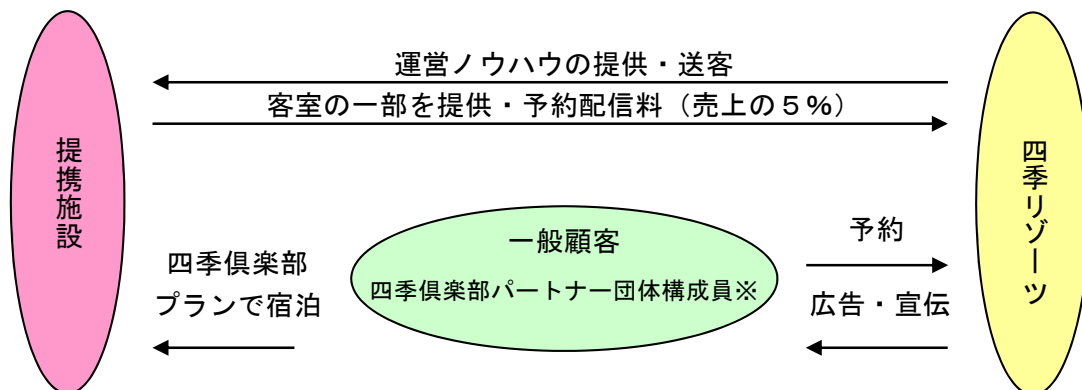 運営ノウハウの提供・送客
客室の一部を提供・予約配信料（売上の５％）
提携施設
四季リゾーツ
一般顧客
四季倶楽部パートナー団体構成員※
予約
広告・宣伝
四季倶楽部
プランで宿泊